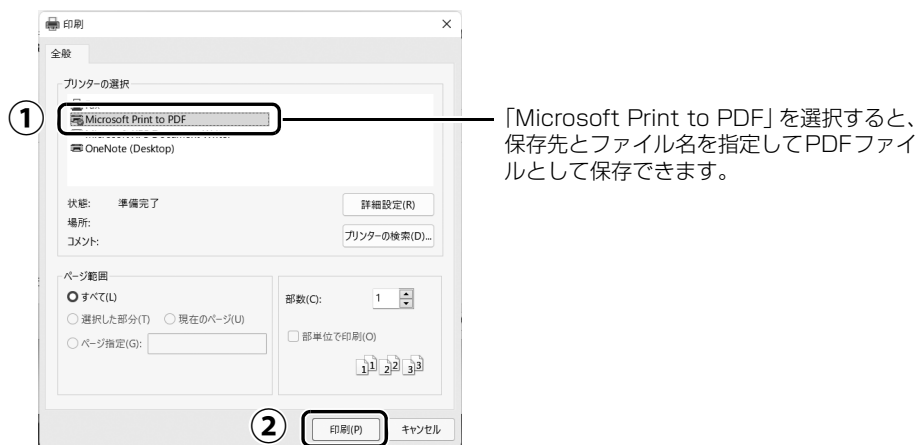 印刷
全般
プリンターの選択
① Microsoft Print to PDF
OneNote (Desktop)
「Microsoft Print to PDF」を選択すると、
保存先とファイル名を指定してPDFファイ
ルとして保存できます。
状態: 準備完了 詳細設定(R)
場所:
コメント: プリンターの検索(D)...
ページ範囲
すべて(L)
選択した部分(T) 現在のページ(U)
ページ指定(G):
部数(C): 1
部単位で印刷(O)
1 1 2 2 3 3
② 印刷(P) キャンセル